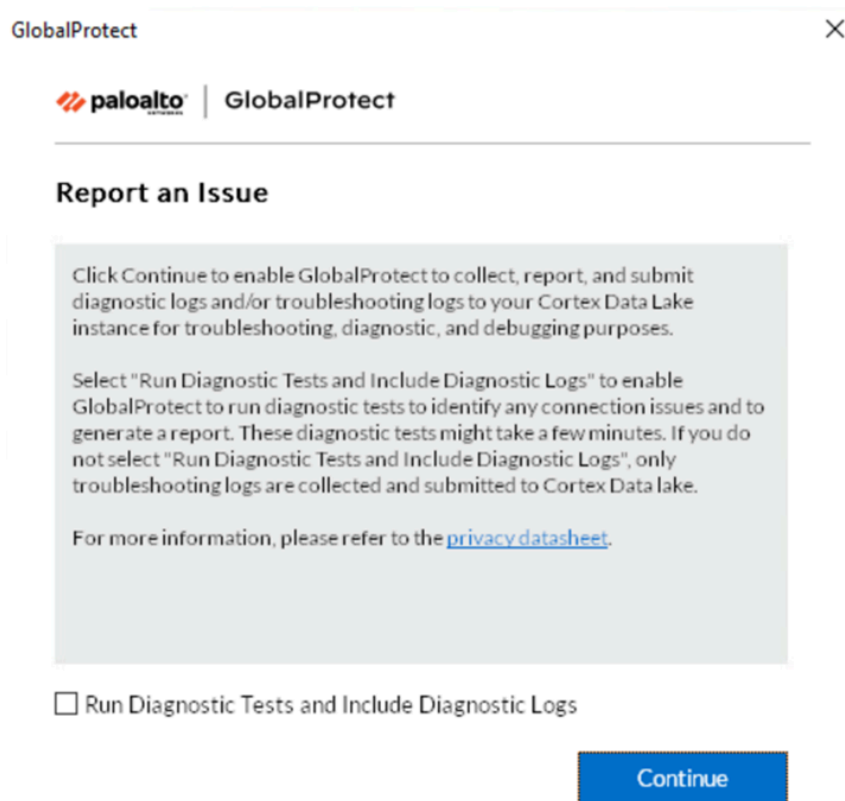 GlobalProtect
paloalto NETWORKS | GlobalProtect
Report an Issue
Click Continue to enable GlobalProtect to collect, report, and submit
diagnostic logs and/or troubleshooting logs to your Cortex Data Lake
instance for troubleshooting, diagnostic, and debugging purposes.
Select "Run Diagnostic Tests and Include Diagnostic Logs" to enable
GlobalProtect to run diagnostic tests to identify any connection issues and to
generate a report. These diagnostic tests might take a few minutes. If you do
not select "Run Diagnostic Tests and Include Diagnostic Logs", only
troubleshooting logs are collected and submitted to Cortex Data lake.
For more information, please refer to the privacy datasheet.
Run Diagnostic Tests and Include Diagnostic Logs
Continue